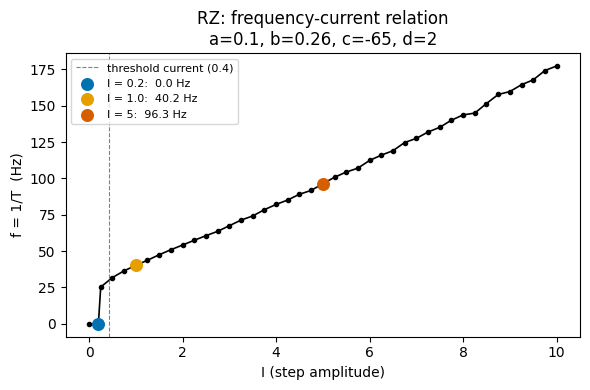 RZ: frequency-current relation
a=0.1, b=0.26, c=-65, d=2
threshold current (0.4)
I = 0.2:  0.0 Hz
I = 1.0:  40.2 Hz
I = 5:  96.3 Hz
f = 1/T  (Hz)
175
150
125
100
75
50
25
0
0
2
4
6
8
10
I (step amplitude)